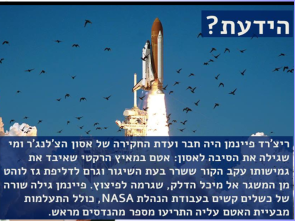 הידעת?
ריצ'רד פיינמן היה חבר ועדת החקירה של אסון הצ'לנג'ר ומי
שגילה את הסיבה לאסון: אטם במאיץ הרקטי שאיבד את
גמישותו עקב הקור ששרר בעת השיגור וגרם לדליפת גז לוהט
מן המשגר אל מיכל הדלק, שגרמה לפיצוץ. פיינמן גילה שורה
של כשלים קשים בעבודת הנהלת NASA, כולל התעלמות
מבעיית האטם עליה התריעו מספר מהנדסים מראש.